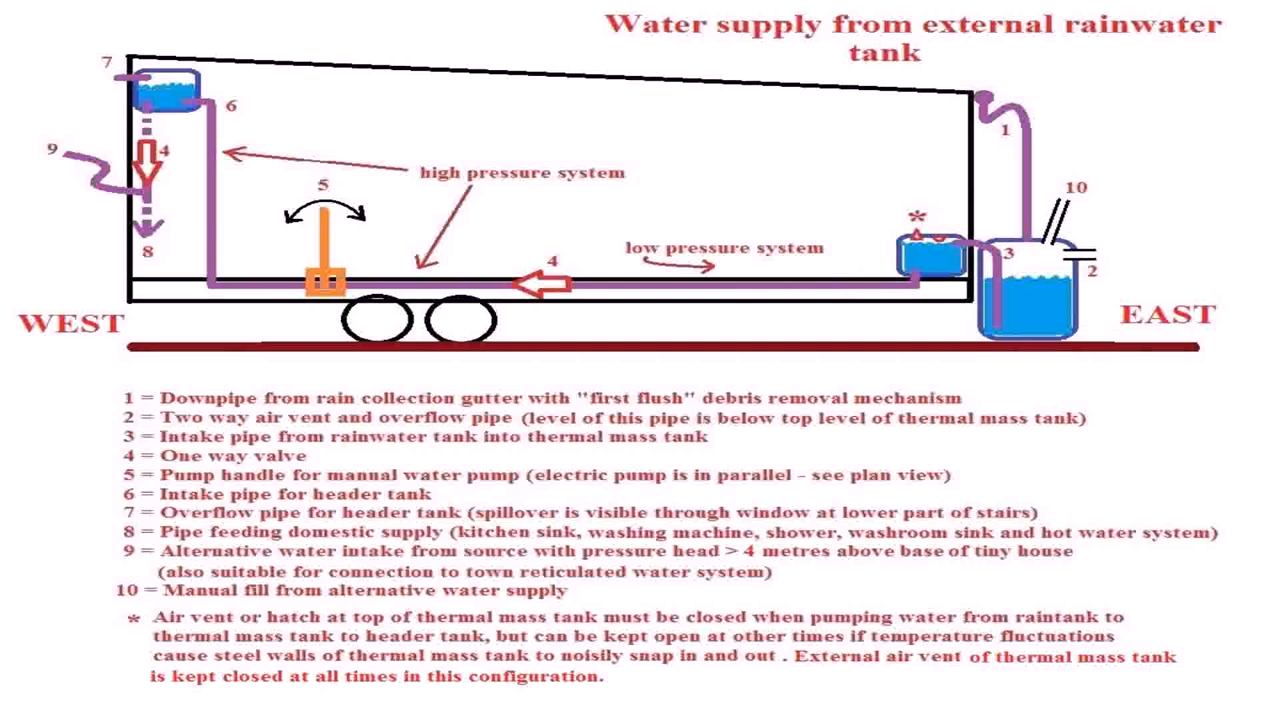 Water supply from external rainwater
tank
7
6
1
9
4
high pressure system
5
10
*
8
low pressure system
4
3
2
WEST
EAST
1 = Downpipe from rain collection gutter with "first flush" debris removal mechanism
2 = Two way air vent and overflow pipe (level of this pipe is below top level of thermal mass tank)
3 = Intake pipe from rainwater tank into thermal mass tank
4 = One way valve
5 = Pump handle for manual water pump (electric pump is in parallel - see plan view)
6 = Intake pipe for header tank
7 = Overflow pipe for header tank (spillover is visible through window at lower part of stairs)
8 = Pipe feeding domestic supply (kitchen sink, washing machine, shower, washroom sink and hot water system)
9 = Alternative water intake from source with pressure head > 4 metres above base of tiny house
(also suitable for connection to town reticulated water system)
10 = Manual fill from alternative water supply
* Air vent or hatch at top of thermal mass tank must be closed when pumping water from raintank to
thermal mass tank to header tank, but can be kept open at other times if temperature fluctuations
cause steel walls of thermal mass tank to noisily snap in and out . External air vent of thermal mass tank
is kept closed at all times in this configuration.